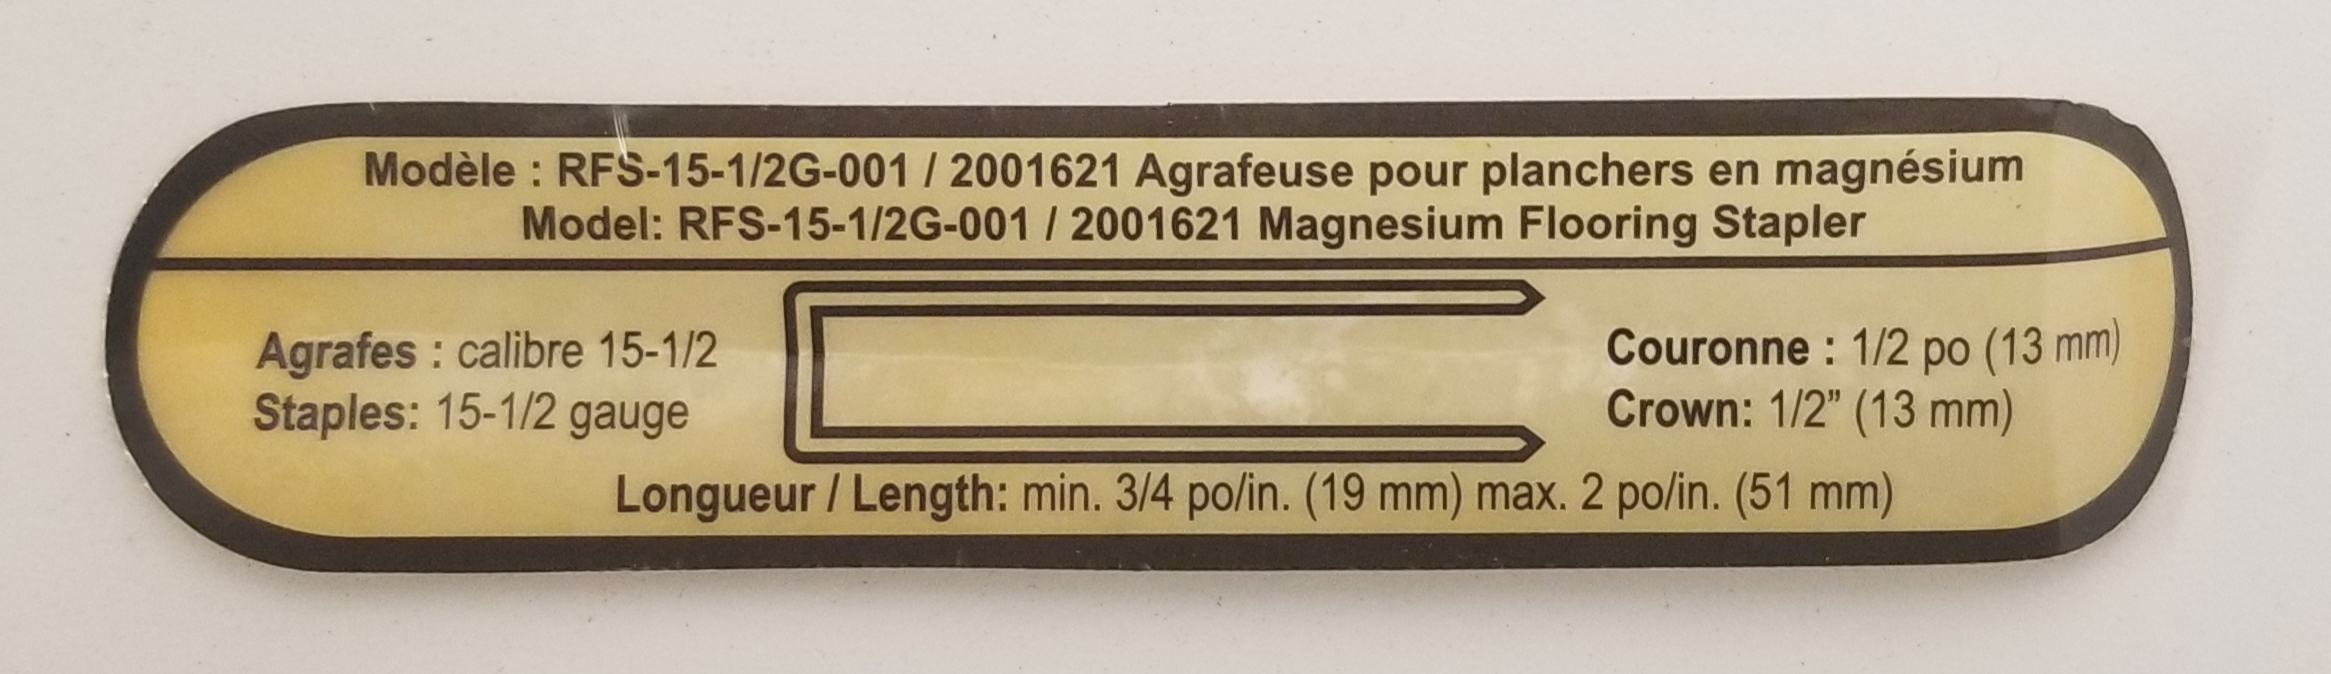 Modèle : RFS-15-1/2G-001 / 2001621 Agrafeuse pour planchers en magnésium
Model: RFS-15-1/2G-001 / 2001621 Magnesium Flooring Stapler
Agrafes : calibre 15-1/2
Staples: 15-1/2 gauge
Couronne : 1/2 po (13 mm)
Crown: 1/2” (13 mm)
Longueur / Length: min. 3/4 po/in. (19 mm) max. 2 po/in. (51 mm)